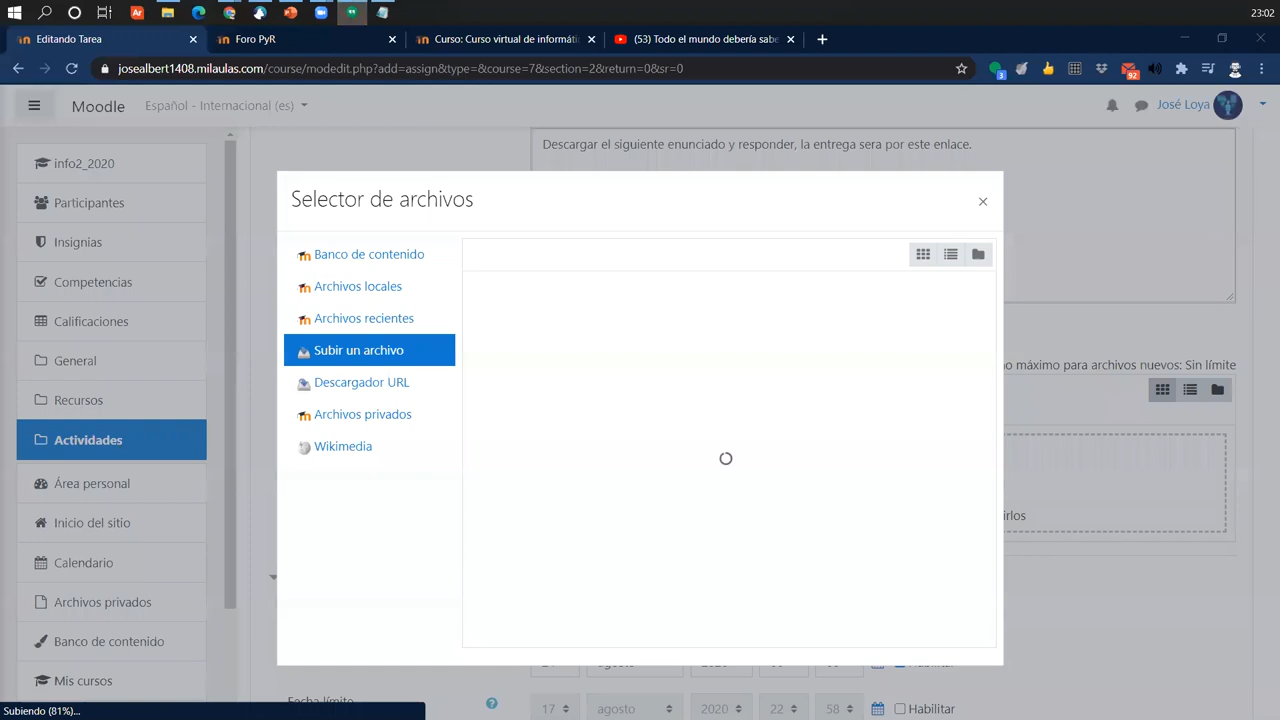 23:02
Editando Tarea
Foro PyR
Curso: Curso virtual de informáti
(53) Todo el mundo debería sabe
josealbert1408.milaulas.com/course/modedit.php?add=assign&type=&course=7&section=2&return=0&sr=0
3
92
Moodle
Español - Internacional (es)
José Loya
info2_2020
Participantes
Insignias
Competencias
Calificaciones
General
Recursos
Actividades
Área personal
Inicio del sitio
Calendario
Archivos privados
Banco de contenido
Mis cursos
Descargar el siguiente enunciado y responder, la entrega sera por este enlace.
Selector de archivos
Banco de contenido
Archivos locales
Archivos recientes
Subir un archivo
Descargador URL
Archivos privados
Wikimedia
no máximo para archivos nuevos: Sin límite
irlos
agosto 2020
Fecha límite
17 agosto 2020 22 58 Habilitar
Subiendo (81%)...